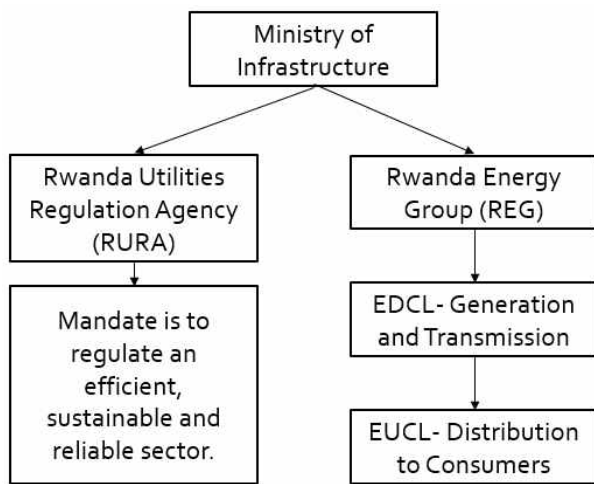 Ministry of
Infrastructure
Rwanda Utilities
Regulation Agency
(RURA)
Rwanda Energy
Group (REG)
Mandate is to
regulate an
efficient,
sustainable and
reliable sector.
EDCL- Generation
and Transmission
EUCL- Distribution
to Consumers